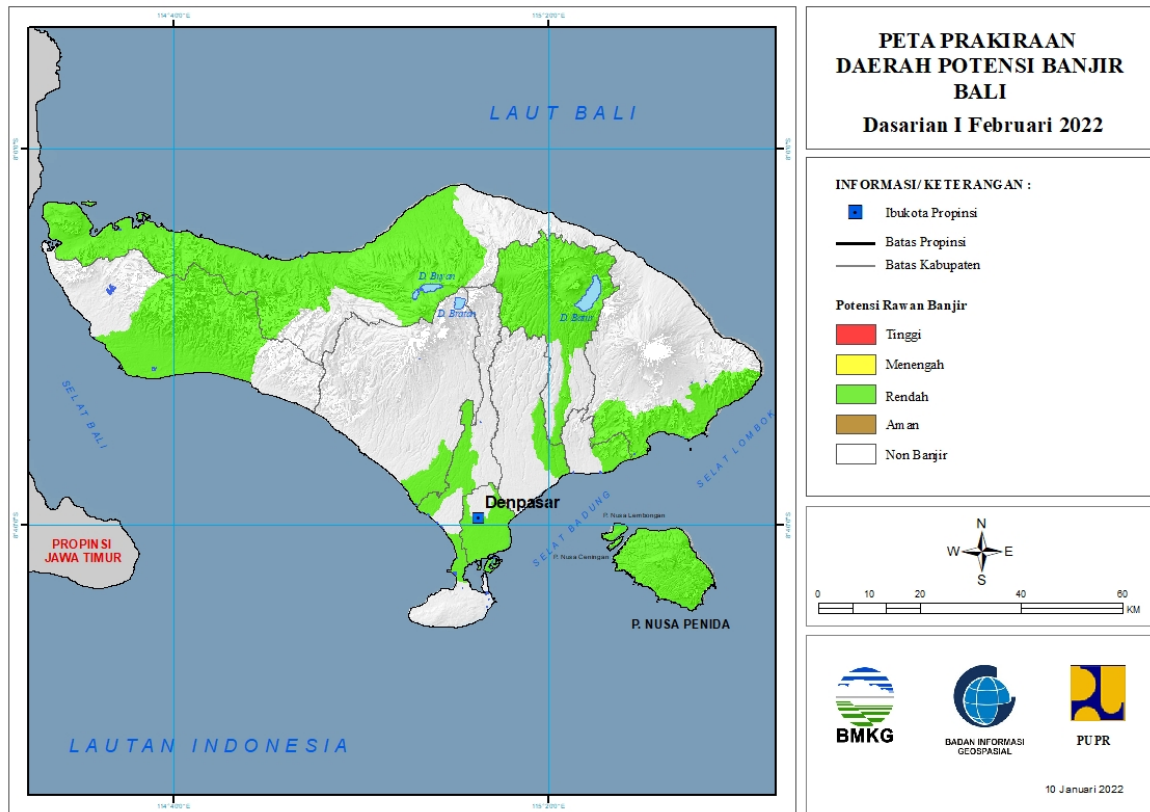 PETA PRAKIRAAN
DAERAH POTENSI BANJIR
BALI
Dasarian I Februari 2022
INFORMASI/ KETERANGAN :
Ibukota Propinsi
Batas Propinsi
Batas Kabupaten
Potensi Rawan Banjir
Tinggi
Menengah
Rendah
Aman
Non Banjir
N
W E
S
0 10 20 40 60
KM
BMKG
BADAN INFORMASI
GEOSPASIAL
PUPR
10 Januari 2022
LAUT BALI
D. Buyan
D. Bratan
D. Batur
SELAT BALI
SELAT LOMBOK
Denpasar
SELAT BADUNG
P. Nusa Lembongan
P. Nusa Ceningan
PROPINSI
JAWA TIMUR
P. NUSA PENIDA
LAUTAN INDONESIA